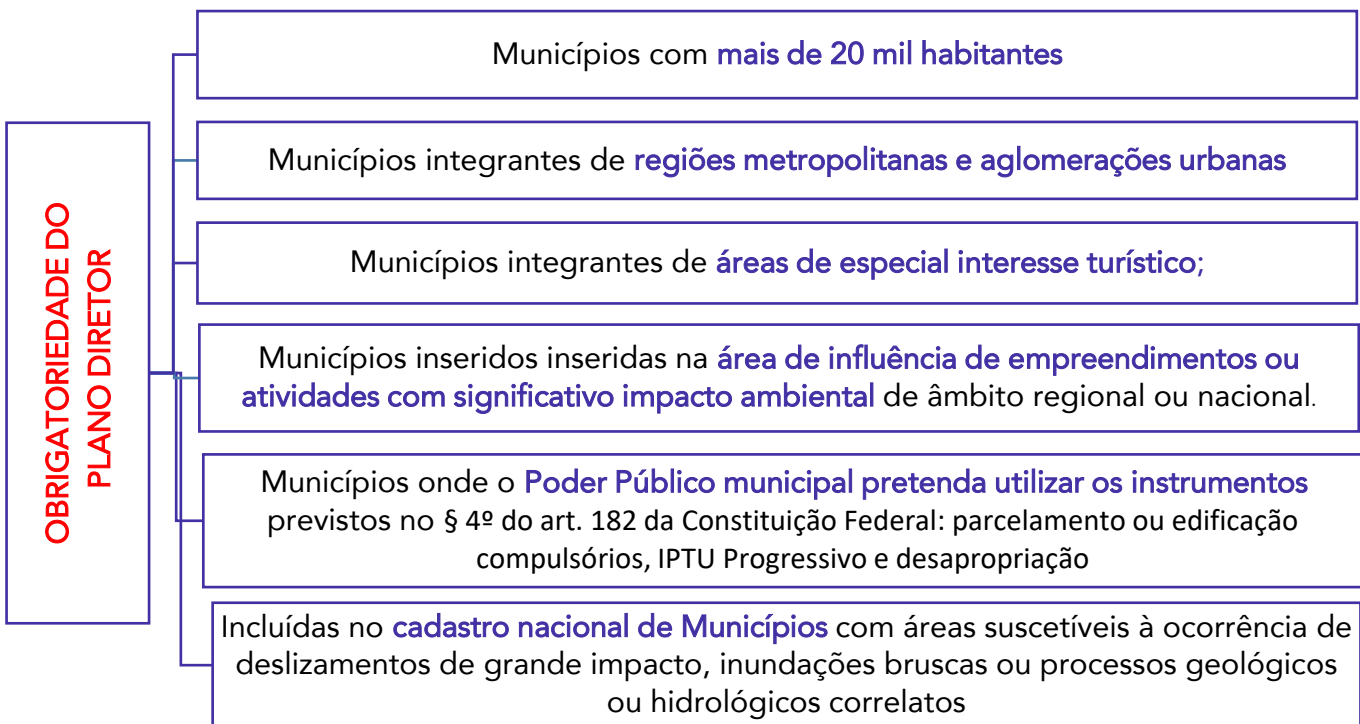 OBRIGATORIEDADE DO
PLANO DIRETOR
Municípios com mais de 20 mil habitantes
Municípios integrantes de regiões metropolitanas e aglomerações urbanas
Municípios integrantes de áreas de especial interesse turístico;
Municípios inseridos inseridas na área de influência de empreendimentos ou
atividades com significativo impacto ambiental de âmbito regional ou nacional.
Municípios onde o Poder Público municipal pretenda utilizar os instrumentos
previstos no § 4º do art. 182 da Constituição Federal: parcelamento ou edificação
compulsórios, IPTU Progressivo e desapropriação
Incluídas no cadastro nacional de Municípios com áreas suscetíveis à ocorrência de
deslizamentos de grande impacto, inundações bruscas ou processos geológicos
ou hidrológicos correlatos